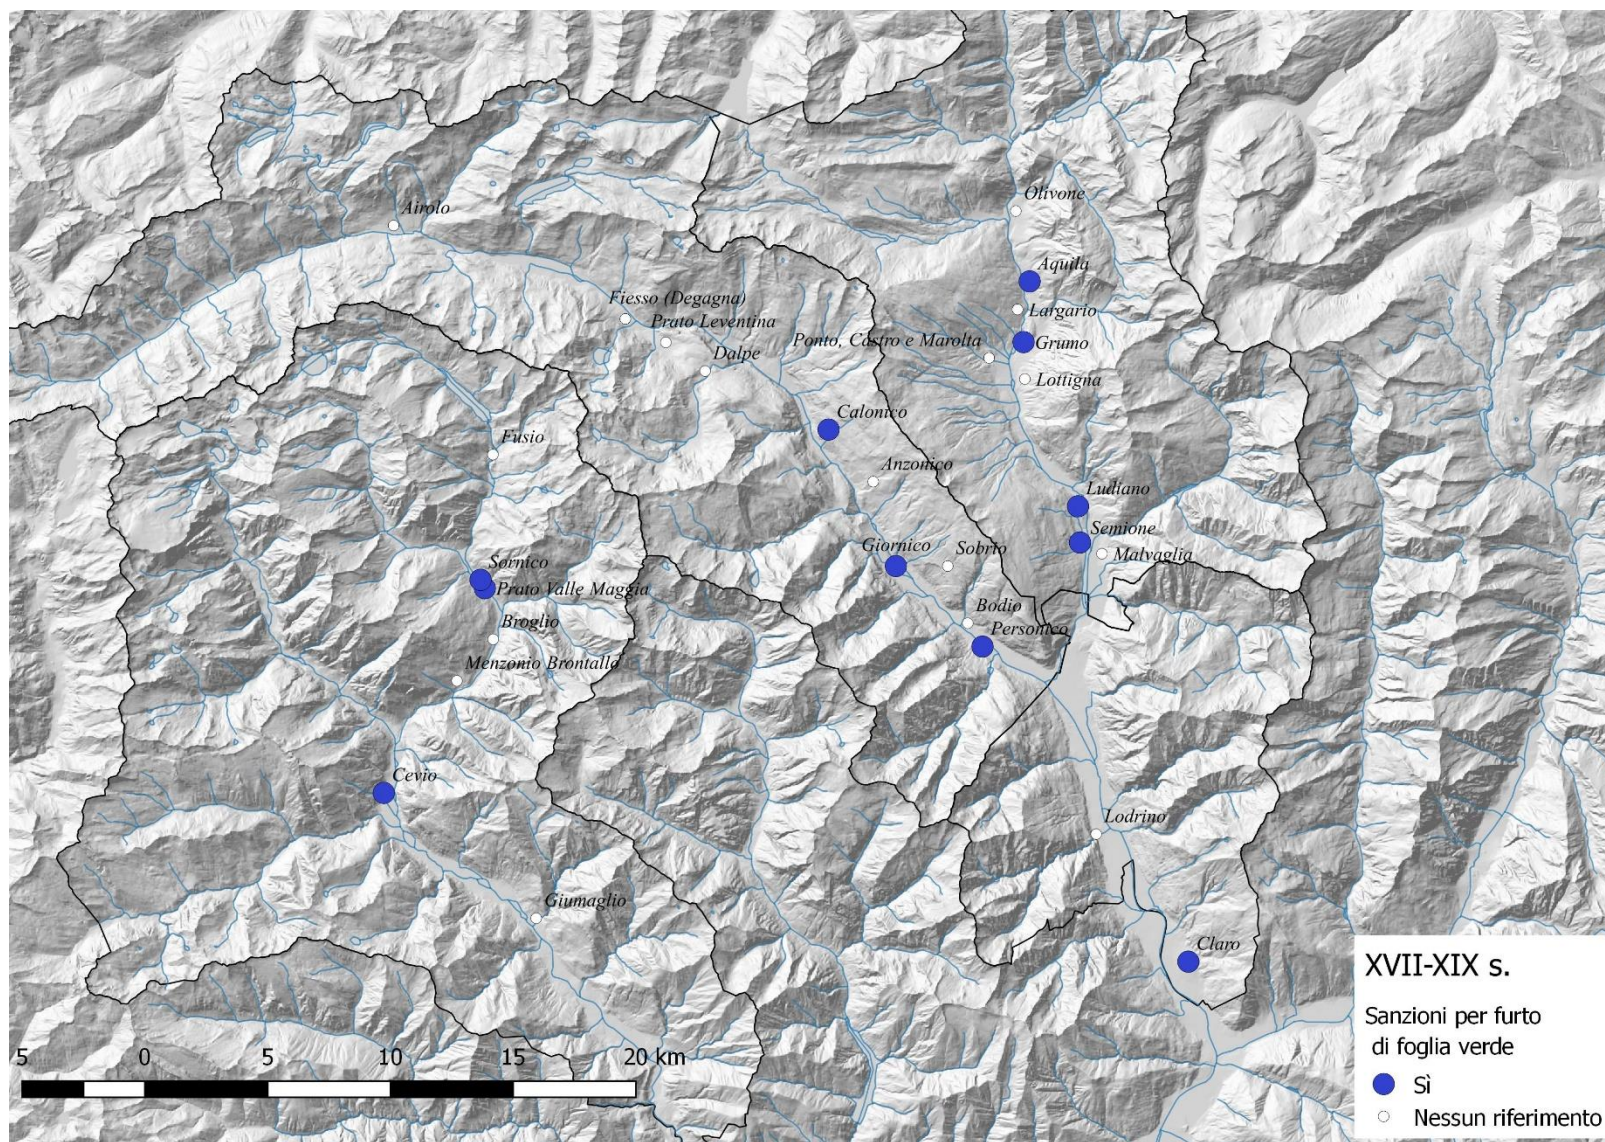 Olivone
Airolo
Aquila
Fiesso (Degagna)
Largario
Prato Leventina
Ponto, Castro e Marolta
Grumo
Dalpe
Lottigna
Calonico
Fusio
Anzonico
Ludiano
Semione
Giornico
Sobrio
Malvaglia
Sornico
Prato Valle Maggia
Bodio
Broglio
Personico
Menzonio Brontallo
Cevio
Lodrino
Giumaglio
Claro
XVII-XIX s.
Sanzioni per furto
di foglia verde
Sì
Nessun riferimento
5 0 5 10 15 20 km